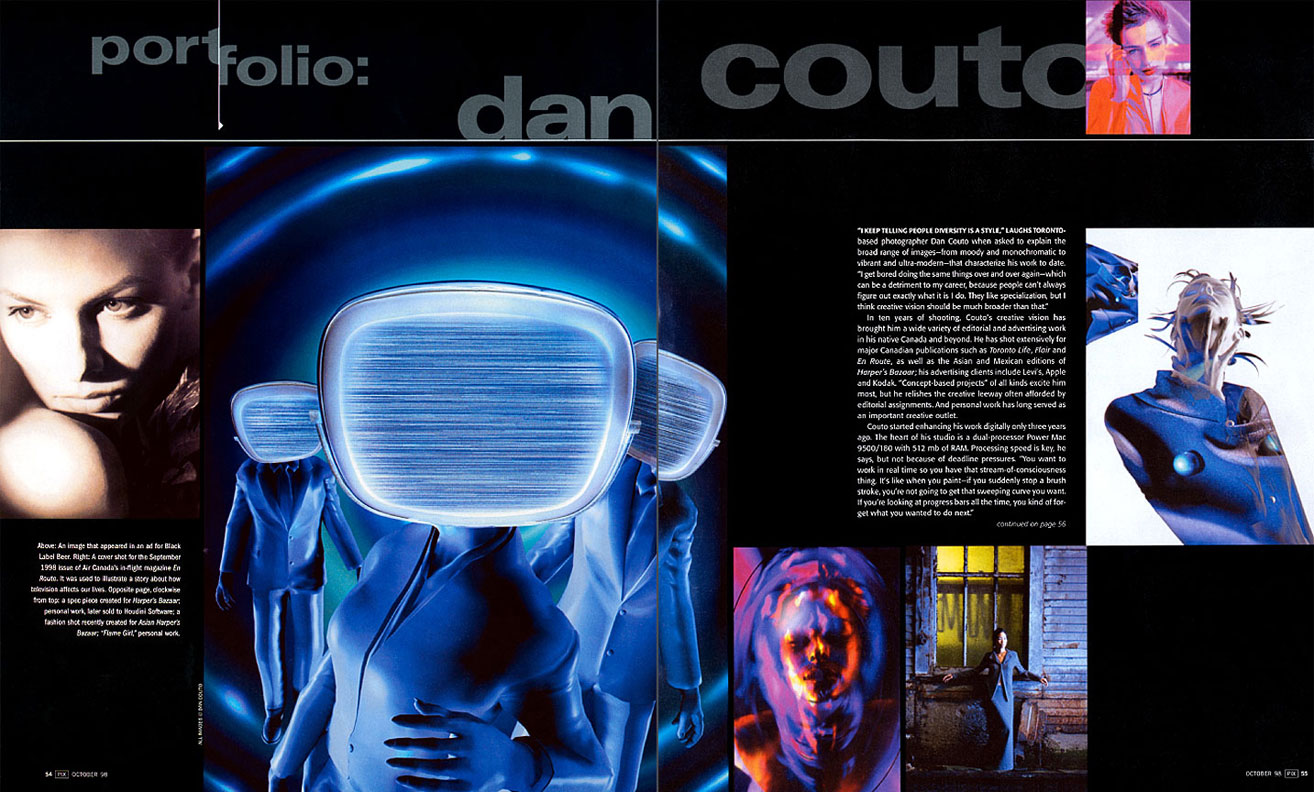 portfolio:
dan
couto
"I KEEP TELLING PEOPLE DIVERSITY IS A STYLE," LAUGHS TORONTO-
based photographer Dan Couto when asked to explain the
broad range of images—from moody and monochromatic to
vibrant and ultra-modern—that characterize his work to date.
"I get bored doing the same things over and over again—which
can be a detriment to my career, because people can't always
figure out exactly what it is I do. They like specialization, but I
think creative vision should be much broader than that."
In ten years of shooting, Couto's creative vision has
brought him a wide variety of editorial and advertising work
in his native Canada and beyond. He has shot extensively for
major Canadian publications such as Toronto Life, Flair and
En Route, as well as the Asian and Mexican editions of
Harper's Bazaar; his advertising clients include Levi's, Apple
and Kodak. "Concept-based projects" of all kinds excite him
most, but he relishes the creative leeway often afforded by
editorial assignments. And personal work has long served as
an important creative outlet.
Couto started enhancing his work digitally only three years
ago. The heart of his studio is a dual-processor Power Mac
9500/180 with 512 mb of RAM. Processing speed is key, he
says, but not because of deadline pressures. "You want to
work in real time so you have that stream-of-consciousness
thing. It's like when you paint—if you suddenly stop a brush
stroke, you're not going to get that sweeping curve you want.
If you're looking at progress bars all the time, you kind of for-
get what you wanted to do next."
continued on page 56
Above: An image that appeared in an ad for Black
Label Beer. Right: A cover shot for the September
1998 issue of Air Canada's in-flight magazine En
Route. It was used to illustrate a story about how
television affects our lives. Opposite page, clockwise
from top: a spec piece created for Harper's Bazaar;
personal work, later sold to Houdini Software; a
fashion shot recently created for Asian Harper's
Bazaar; "Flame Girl," personal work.
ALL IMAGES © DAN COUTO
54 PIX OCTOBER 98
OCTOBER 98 PIX 55